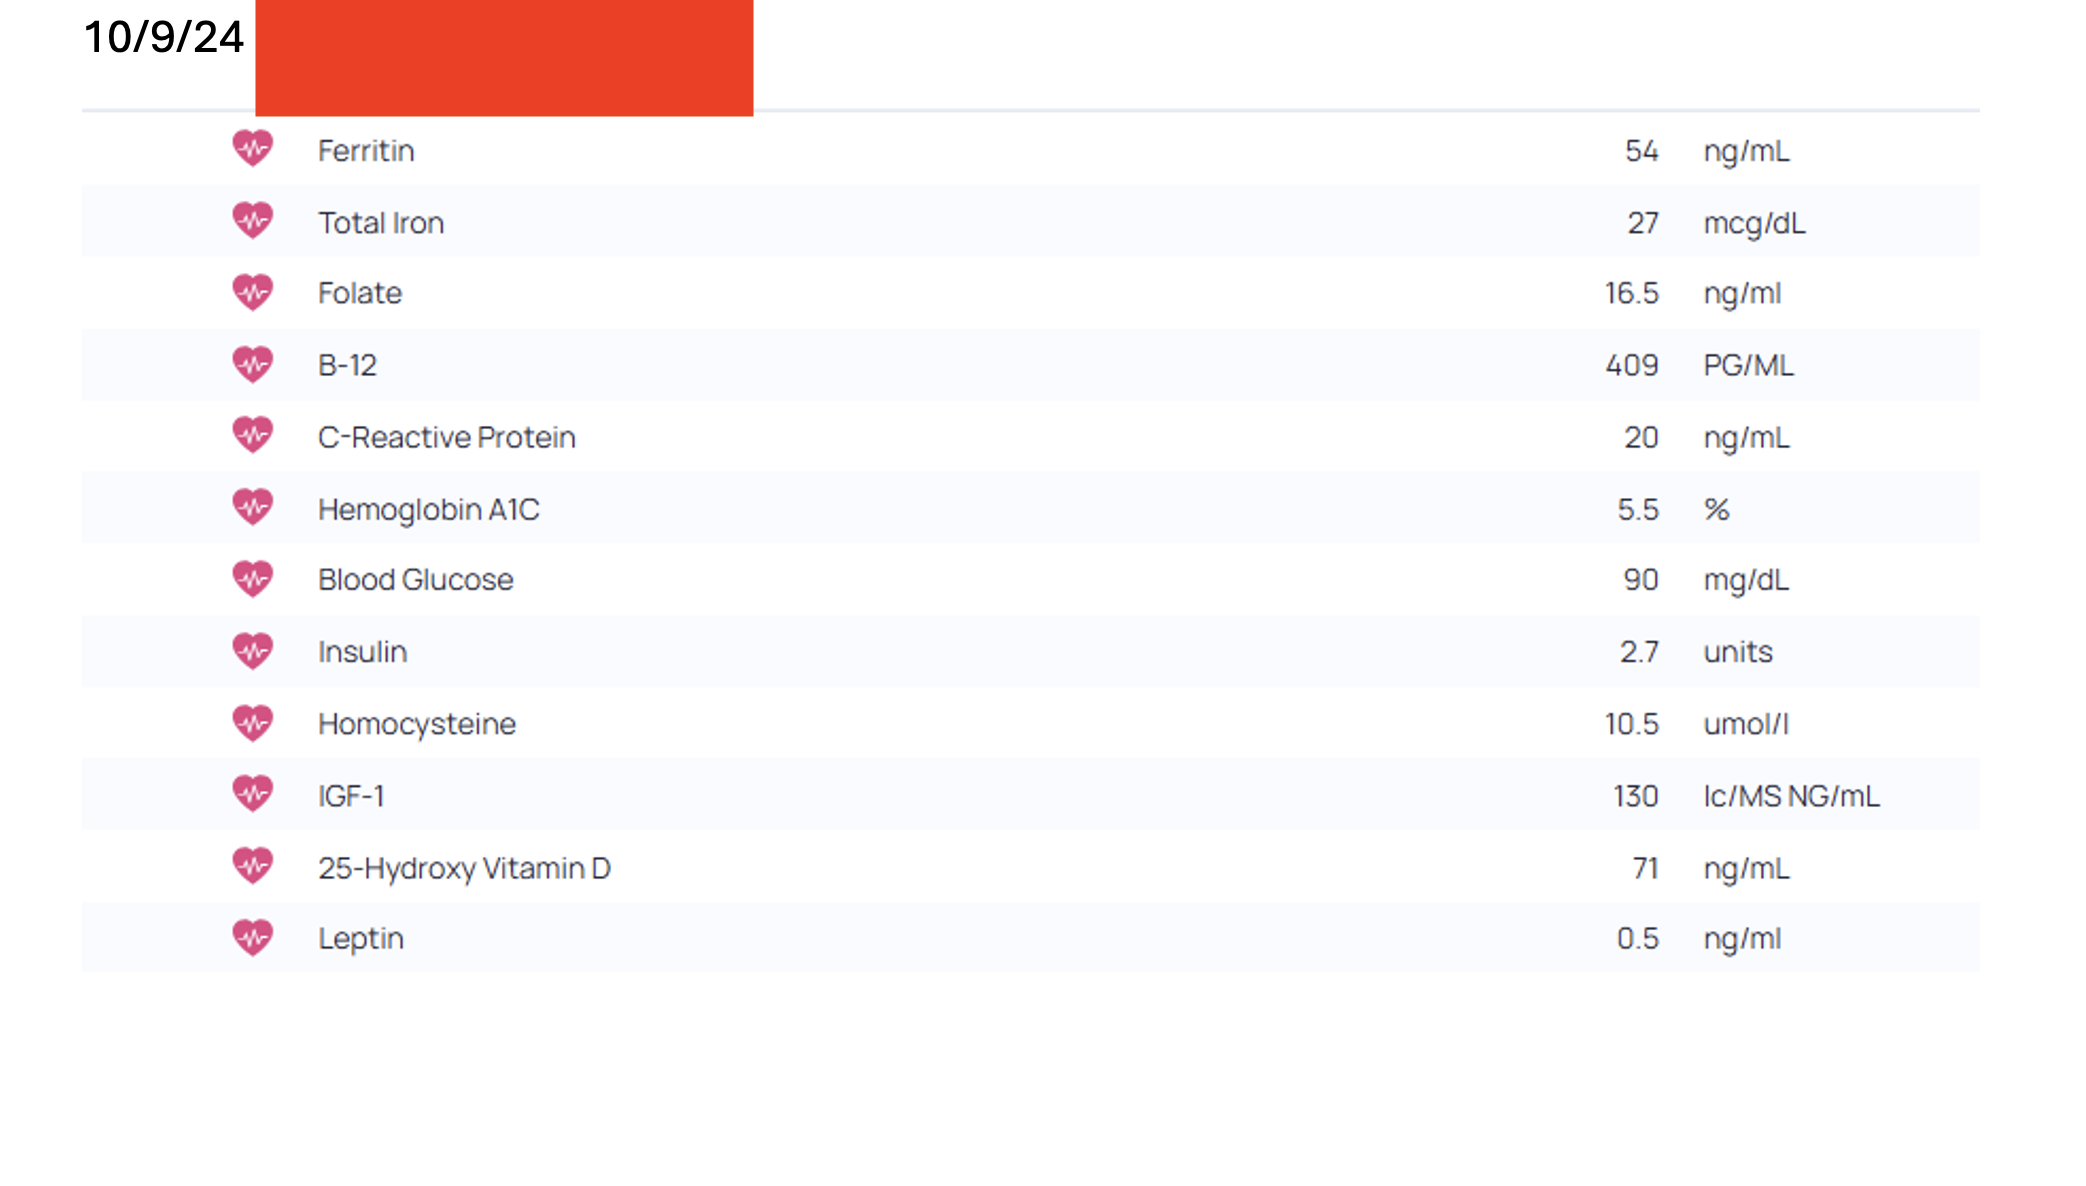 10/9/24
Ferritin 54 ng/mL
Total Iron 27 mcg/dL
Folate 16.5 ng/ml
B-12 409 PG/ML
C-Reactive Protein 20 ng/mL
Hemoglobin A1C 5.5 %
Blood Glucose 90 mg/dL
Insulin 2.7 units
Homocysteine 10.5 umol/l
IGF-1 130 lc/MS NG/mL
25-Hydroxy Vitamin D 71 ng/mL
Leptin 0.5 ng/ml